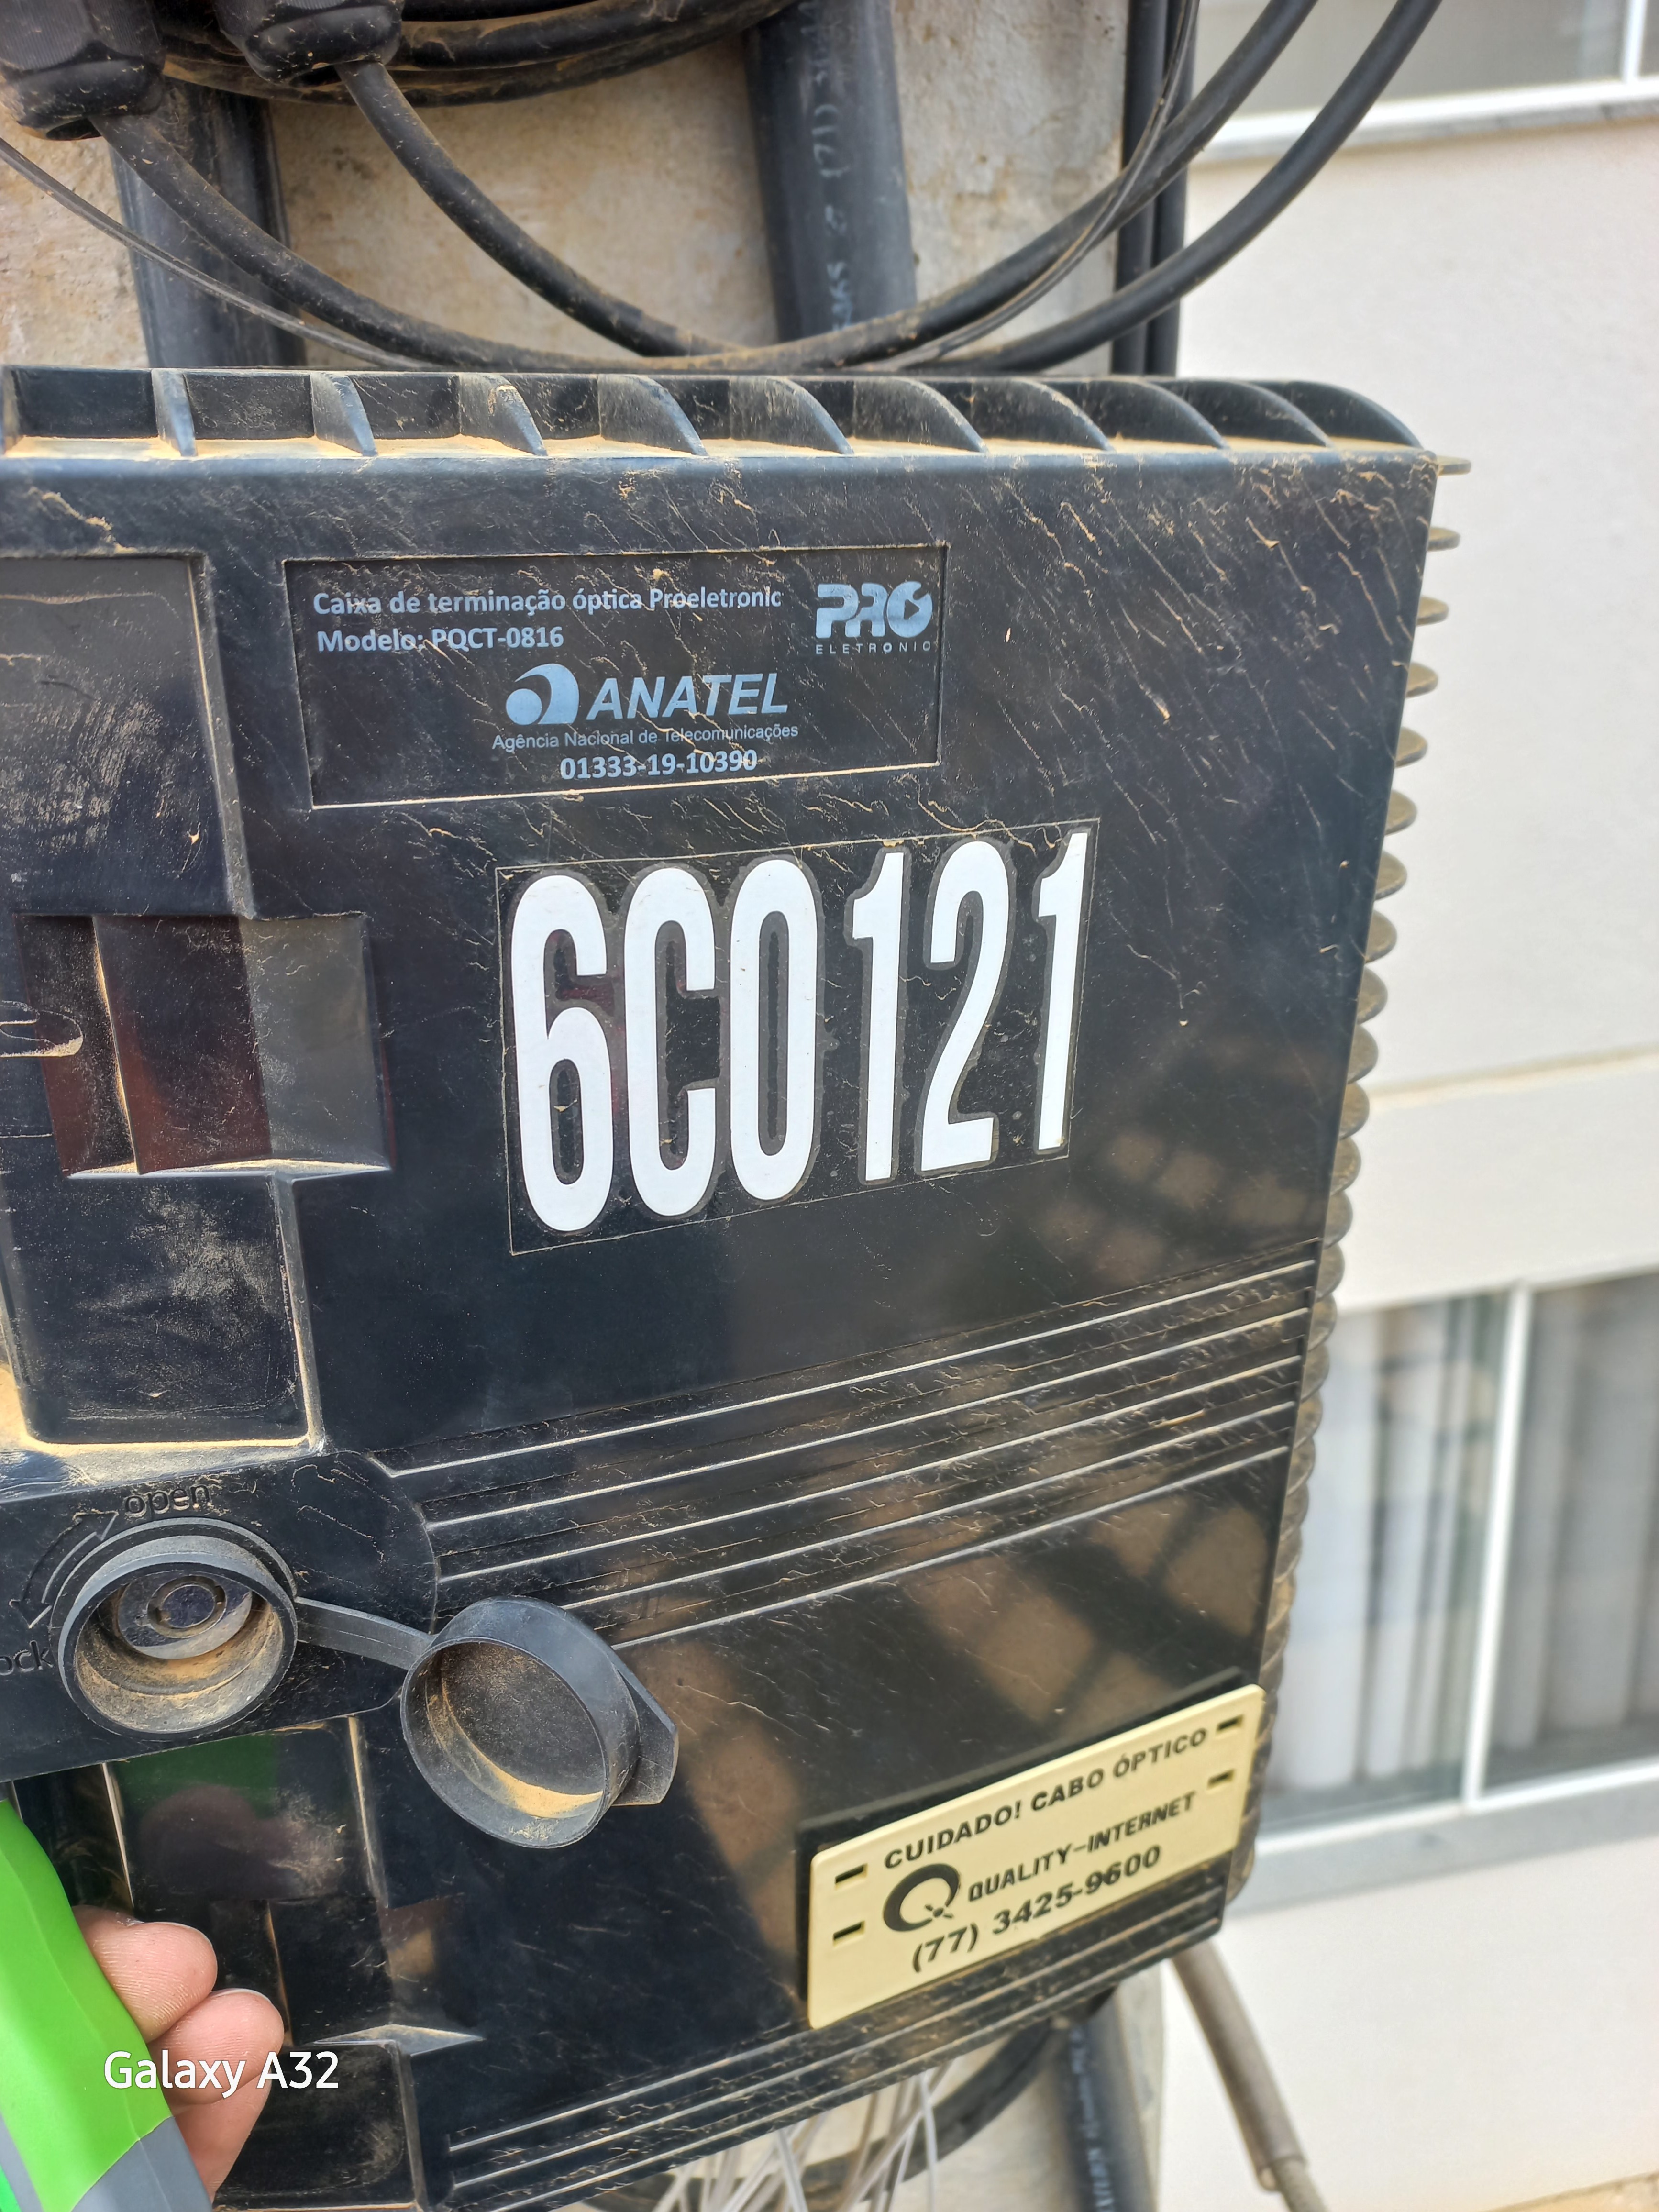 Caixa de terminação óptica Proeletronic
Modelo: PQCT-0816
PRO
ELETRONIC
ANATEL
Agência Nacional de Telecomunicações
01333-19-10390
6C0121
open
CUIDADO! CABO ÓPTICO
QUALITY-INTERNET
(77) 3425-9600
Galaxy A32